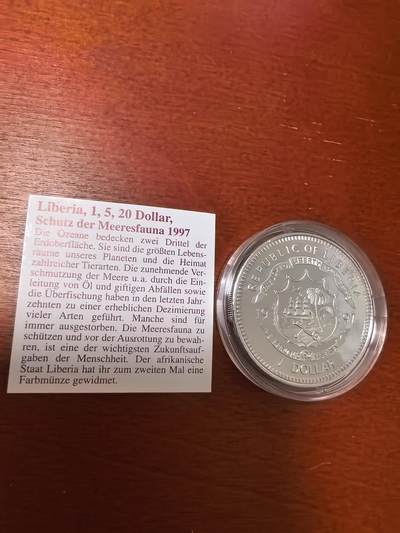 Liberia, 1, 5, 20 Dollar,
Schutz der Meeresfauna 1997
Die Ozeane bedecken zwei Drittel der
Erdoberfläche. Sie sind die größten Lebens-
räume unseres Planeten und die Heimat
zahlreicher Tierarten. Die zunehmende Ver-
schmutzung der Meere u.a. durch die Ein-
leitung von Öl und giftigen Abfällen sowie
die Überfischung haben in den letzten Jahr-
zehnten zu einer erheblichen Dezimierung
vieler Arten geführt. Manche sind für
immer ausgestorben. Die Meeresfauna zu
schützen und vor der Ausrottung zu bewah-
ren, ist eine der wichtigsten Zukunftsauf-
gaben der Menschheit. Der afrikanische
Staat Liberia hat ihr zum zweiten Mal eine
Farbmünze gewidmet.
REPUBLIC OF
LIBERTY
DOLLAR